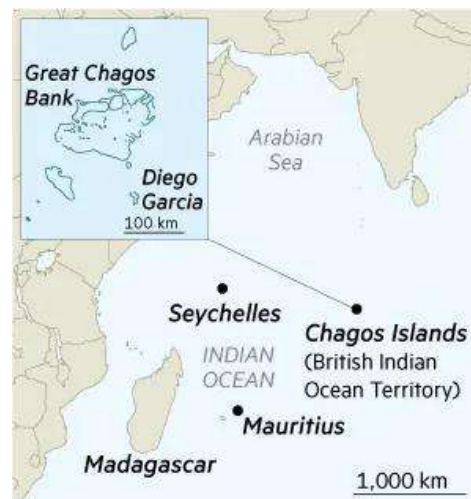 Great Chagos
Bank
Diego
Garcia
100 km
Arabian
Sea
Seychelles
INDIAN
OCEAN
Chagos Islands
(British Indian
Ocean Territory)
Mauritius
Madagascar
1,000 km